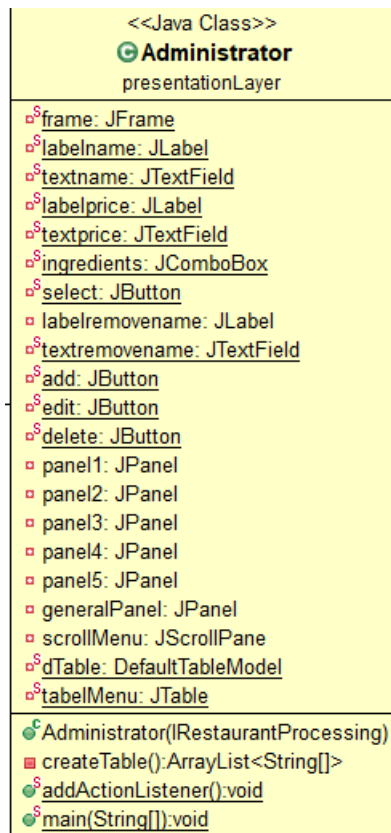 <<Java Class>>
Administrator
presentationLayer
frame: JFrame
labelname: JLabel
textname: JTextField
labelprice: JLabel
textprice: JTextField
ingredients: JComboBox
select: JButton
labelremovename: JLabel
textremovename: JTextField
add: JButton
edit: JButton
delete: JButton
panel1: JPanel
panel2: JPanel
panel3: JPanel
panel4: JPanel
panel5: JPanel
generalPanel: JPanel
scrollMenu: JScrollPane
dTable: DefaultTableModel
tabelMenu: JTable
Administrator(IRestaurantProcessing)
createTable():ArrayList<String[]>
addActionListener():void
main(String[]):void